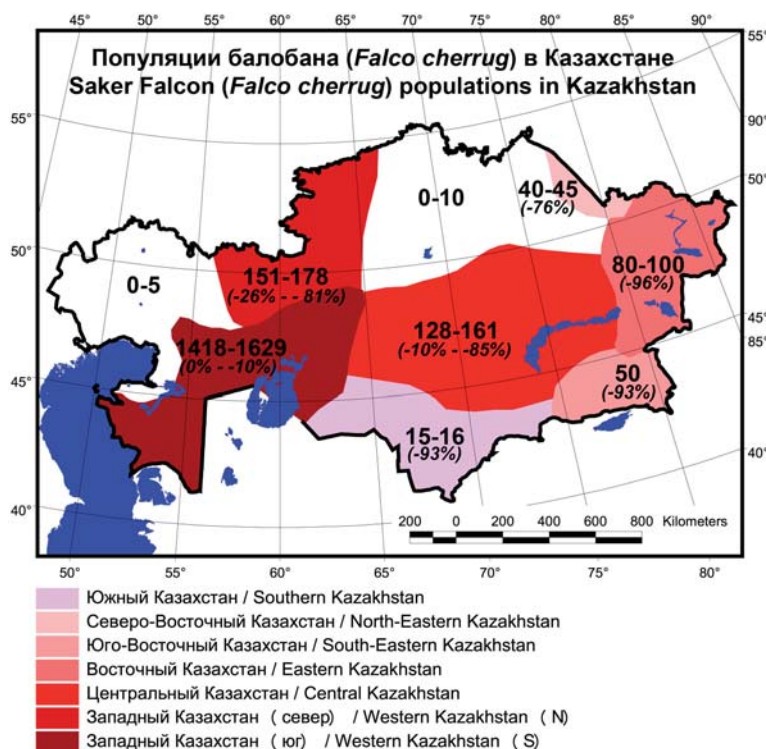 45° 50° 55° 60° 65° 70° 75° 80° 85° 90°
Популяции балобана (Falco cherrug) в Казахстане
Saker Falcon (Falco cherrug) populations in Kazakhstan
55°
55°
90°
50°
50°
45°
85°
45°
40°
40°
0-10
40-45
(-76%)
0-5
151-178
(-26% - - 81%)
80-100
(-96%)
1418-1629
(0% - -10%)
128-161
(-10% - -85%)
50
(-93%)
15-16
(-93%)
200 0 200 400 600 800 Kilometers
50° 55° 60° 65° 70° 75° 80°
Южный Казахстан / Southern Kazakhstan
Северо-Восточный Казахстан / North-Eastern Kazakhstan
Юго-Восточный Казахстан / South-Eastern Kazakhstan
Восточный Казахстан / Eastern Kazakhstan
Центральный Казахстан / Central Kazakhstan
Западный Казахстан ( север) / Western Kazakhstan ( N)
Западный Казахстан ( юг) / Western Kazakhstan ( S)